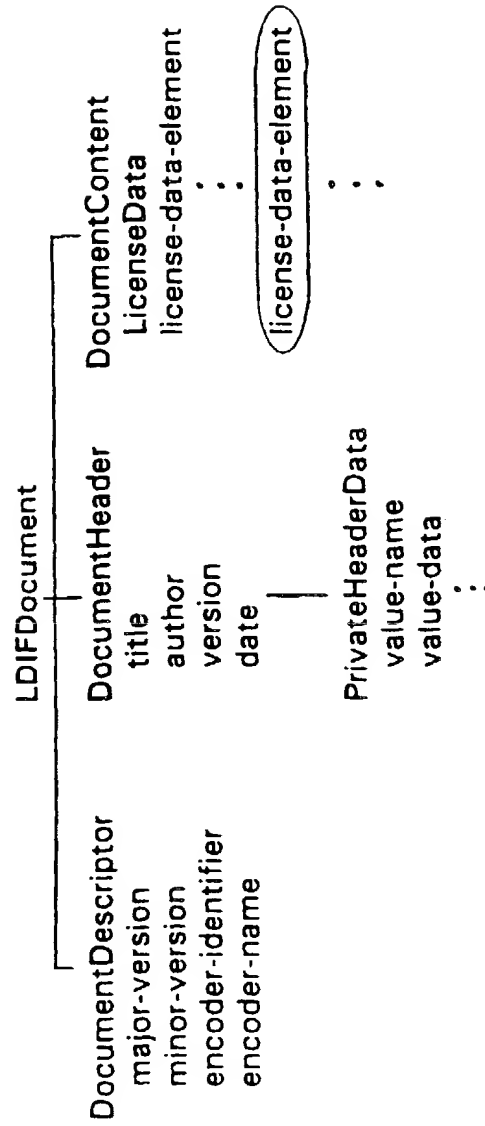 LDIFDocument
DocumentDescriptor
major-version
minor-version
encoder-identifier
encoder-name
DocumentHeader
title
author
version
date
PrivateHeaderData
value-name
value-data
DocumentContent
LicenseData
license-data-element
license-data-element